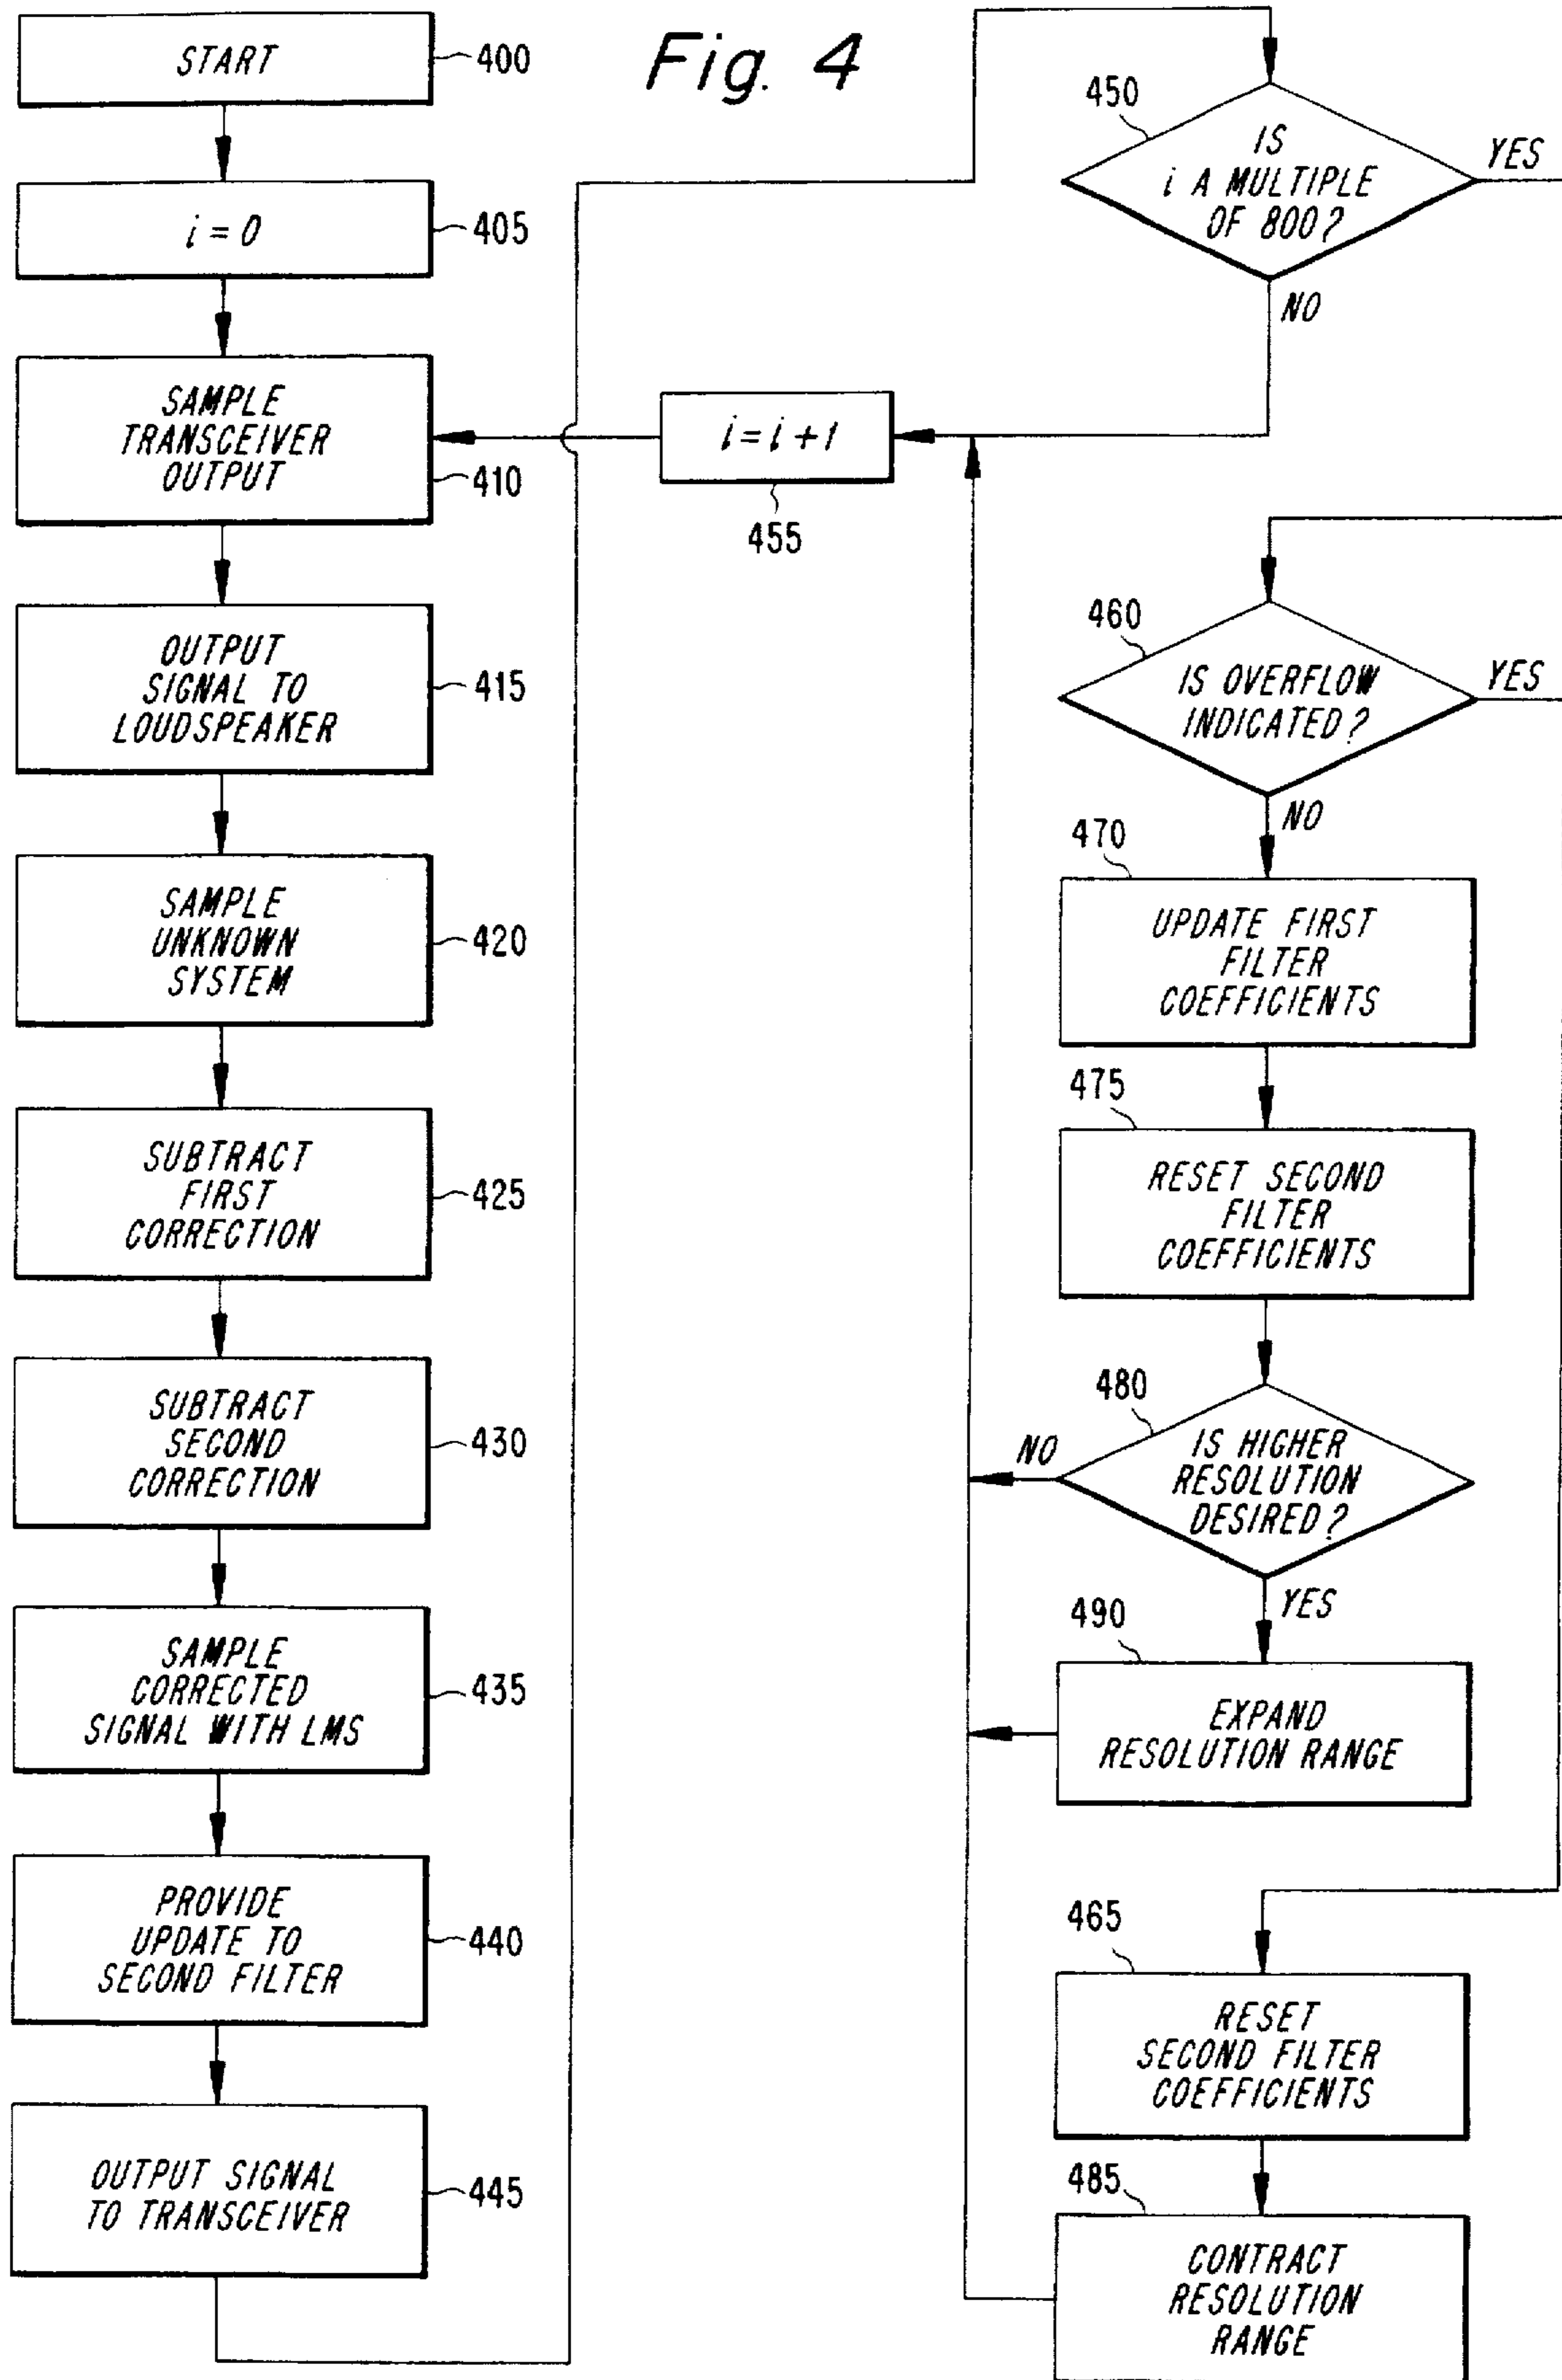 Fig. 4
START
400
i = 0
405
SAMPLE
TRANSCEIVER
OUTPUT
410
OUTPUT
SIGNAL TO
LOUDSPEAKER
415
SAMPLE
UNKNOWN
SYSTEM
420
SUBTRACT
FIRST
CORRECTION
425
SUBTRACT
SECOND
CORRECTION
430
SAMPLE
CORRECTED
SIGNAL WITH LMS
435
PROVIDE
UPDATE TO
SECOND FILTER
440
OUTPUT SIGNAL
TO TRANSCEIVER
445
450
IS
i A MULTIPLE
OF 800?
YES
NO
i = i + 1
455
460
IS OVERFLOW
INDICATED?
YES
NO
470
UPDATE FIRST
FILTER
COEFFICIENTS
475
RESET SECOND
FILTER
COEFFICIENTS
480
IS HIGHER
RESOLUTION
DESIRED?
NO
YES
490
EXPAND
RESOLUTION RANGE
465
RESET
SECOND FILTER
COEFFICIENTS
485
CONTRACT
RESOLUTION
RANGE